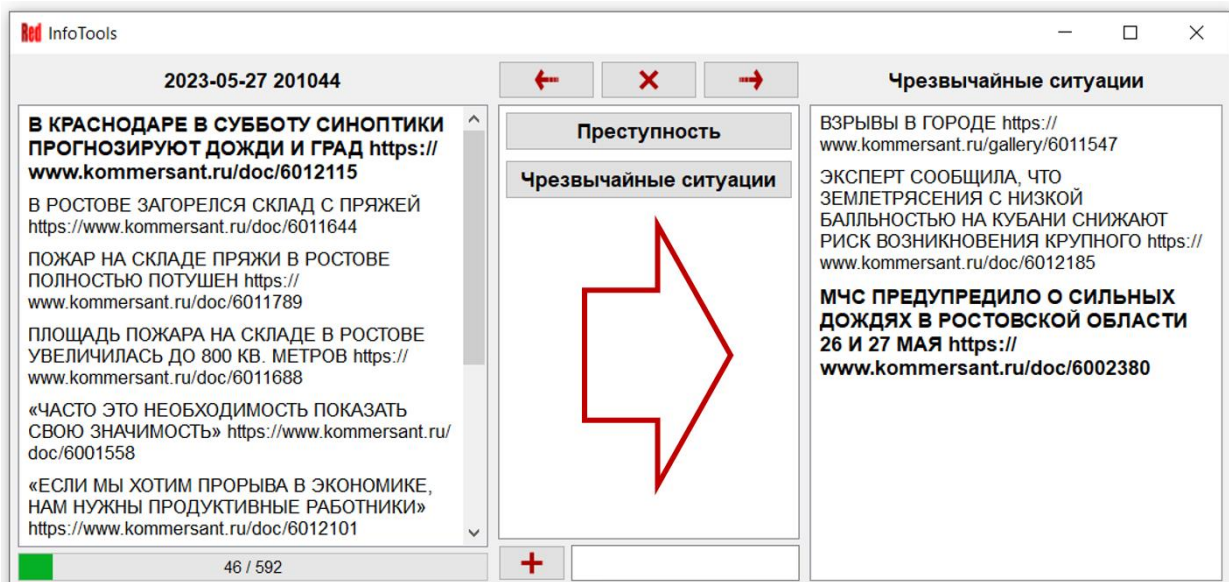 Red InfoTools
2023-05-27 201044
Чрезвычайные ситуации
В КРАСНОДАРЕ В СУББОТУ СИНОПТИКИ
ПРОГНОЗИРУЮТ ДОЖДИ И ГРАД https://
www.kommersant.ru/doc/6012115
В РОСТОВЕ ЗАГОРЕЛСЯ СКЛАД С ПРЯЖЕЙ
https://www.kommersant.ru/doc/6011644
ПОЖАР НА СКЛАДЕ ПРЯЖИ В РОСТОВЕ
ПОЛНОСТЬЮ ПОТУШЕН https://
www.kommersant.ru/doc/6011789
ПЛОЩАДЬ ПОЖАРА НА СКЛАДЕ В РОСТОВЕ
УВЕЛИЧИЛАСЬ ДО 800 КВ. МЕТРОВ https://
www.kommersant.ru/doc/6011688
«ЧАСТО ЭТО НЕОБХОДИМОСТЬ ПОКАЗАТЬ
СВОЮ ЗНАЧИМОСТЬ» https://www.kommersant.ru/
doc/6001558
«ЕСЛИ МЫ ХОТИМ ПРОРЫВА В ЭКОНОМИКЕ,
НАМ НУЖНЫ ПРОДУКТИВНЫЕ РАБОТНИКИ»
https://www.kommersant.ru/doc/6012101
46 / 592
Преступность
Чрезвычайные ситуации
ВЗРЫВЫ В ГОРОДЕ https://
www.kommersant.ru/gallery/6011547
ЭКСПЕРТ СООБЩИЛА, ЧТО
ЗЕМЛЕТРЯСЕНИЯ С НИЗКОЙ
БАЛЛЬНОСТЬЮ НА КУБАНИ СНИЖАЮТ
РИСК ВОЗНИКНОВЕНИЯ КРУПНОГО https://
www.kommersant.ru/doc/6012185
МЧС ПРЕДУПРЕДИЛО О СИЛЬНЫХ
ДОЖДЯХ В РОСТОВСКОЙ ОБЛАСТИ
26 И 27 МАЯ https://
www.kommersant.ru/doc/6002380